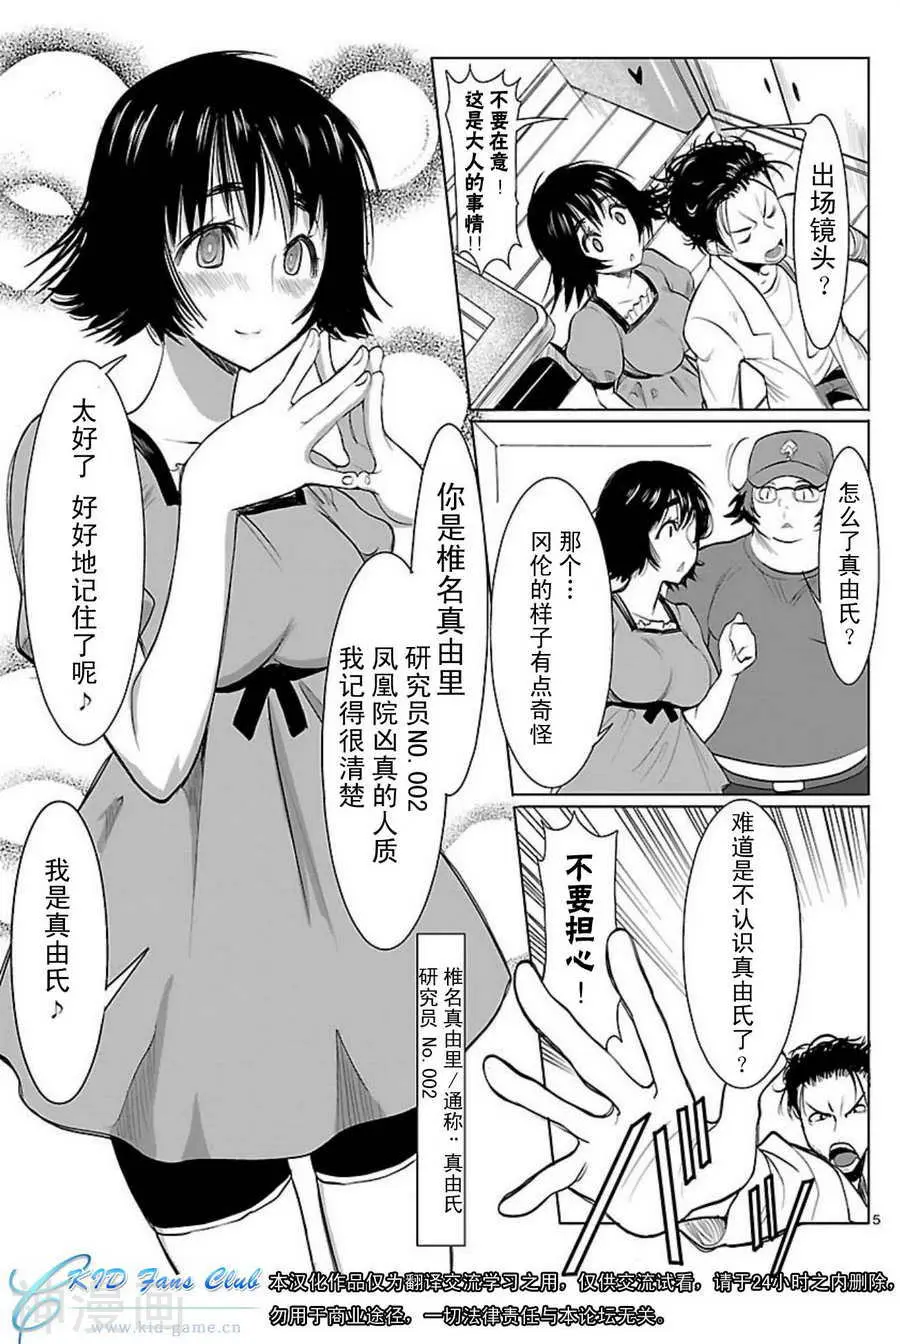 出场镜头？
不要在意！
这是大人的事情！！
怎么了真由氏？
那个…
冈伦的样子有点奇怪
难道是不认识真由氏了？
不要担心！
你是椎名真由里
研究员NO. 002
凤凰院凶真的人质
我记得很清楚
椎名真由里／通称：真由氏
研究员 No. 002
太好了 好好地记住了呢♪
我是真由氏♪
5
KID Fans Club
www.kid-game.cn
漫画
本汉化作品仅为翻译交流学习之用，仅供交流试看，请于24小时之内删除，
勿用于商业途径，一切法律责任与本论坛无关。